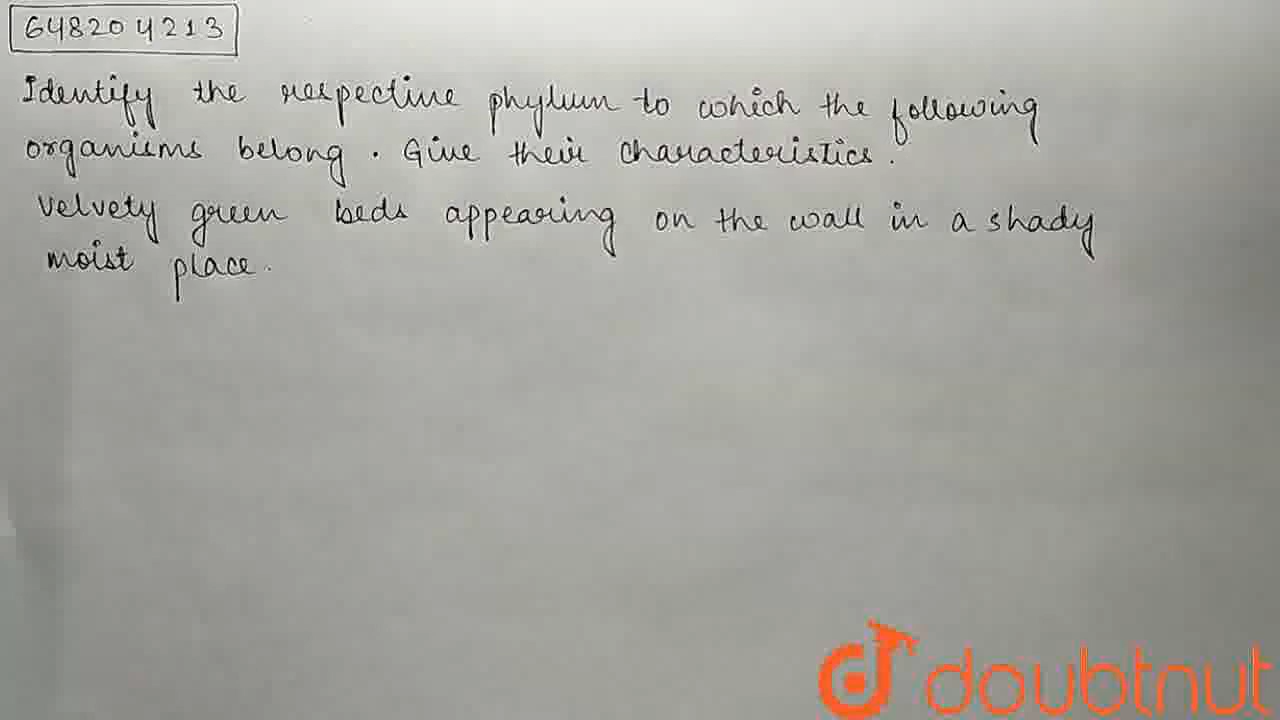 648204213
Identify the respective phylum to which the following
organisms belong. Give their characteristics.
Velvety green beds appearing on the wall in a shady
moist place.
doubtnut